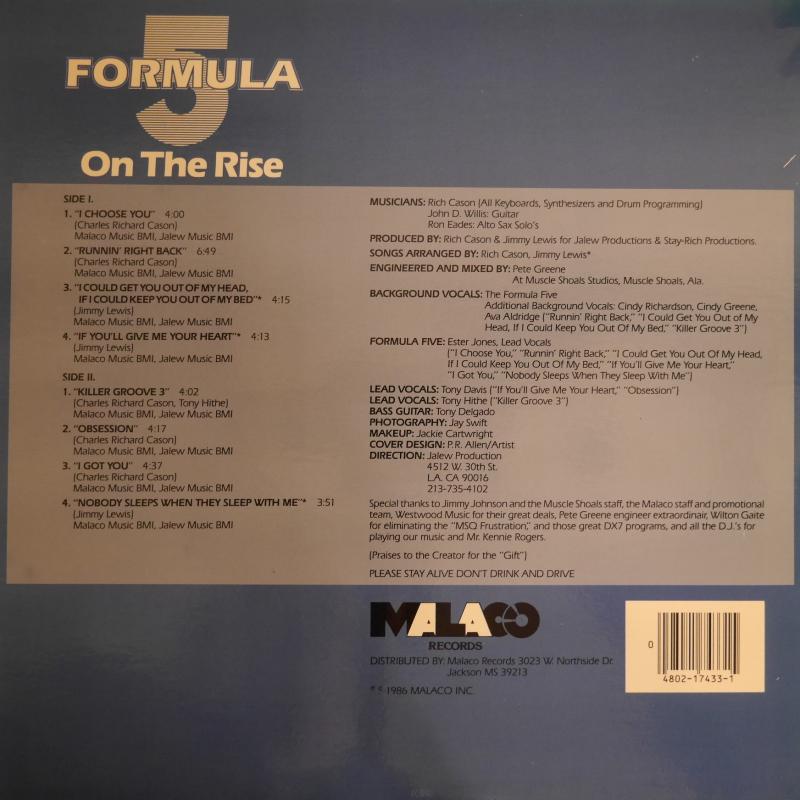 FORMULA
5
On The Rise
SIDE I.
1. "I CHOOSE YOU" 4:00
(Charles Richard Cason)
Malaco Music BMI, Jalew Music BMI
2. "RUNNIN' RIGHT BACK" 6:49
(Charles Richard Cason)
Malaco Music BMI, Jalew Music BMI
3. "I COULD GET YOU OUT OF MY HEAD,
IF I COULD KEEP YOU OUT OF MY BED"* 4:15
(Jimmy Lewis)
Malaco Music BMI, Jalew Music BMI
4. "IF YOU'LL GIVE ME YOUR HEART"* 4:13
(Jimmy Lewis)
Malaco Music BMI, Jalew Music BMI
SIDE II.
1. "KILLER GROOVE 3" 4:02
(Charles Richard Cason, Tony Hithe)
Malaco Music BMI, Jalew Music BMI
2. "OBSESSION" 4:17
(Charles Richard Cason)
Malaco Music BMI, Jalew Music BMI
3. "I GOT YOU" 4:37
(Charles Richard Cason)
Malaco Music BMI, Jalew Music BMI
4. "NOBODY SLEEPS WHEN THEY SLEEP WITH ME"* 3:51
(Jimmy Lewis)
Malaco Music BMI, Jalew Music BMI
MUSICIANS: Rich Cason (All Keyboards, Synthesizers and Drum Programming)
John D. Willis: Guitar
Ron Eades: Alto Sax Solo's
PRODUCED BY: Rich Cason & Jimmy Lewis for Jalew Productions & Stay-Rich Productions.
SONGS ARRANGED BY: Rich Cason, Jimmy Lewis*
ENGINEERED AND MIXED BY: Pete Greene
At Muscle Shoals Studios, Muscle Shoals, Ala.
BACKGROUND VOCALS: The Formula Five
Additional Background Vocals: Cindy Richardson, Cindy Greene,
Ava Aldridge ("Runnin' Right Back," "I Could Get You Out of My
Head, If I Could Keep You Out Of My Bed," "Killer Groove 3")
FORMULA FIVE: Ester Jones, Lead Vocals
("I Choose You," "Runnin' Right Back," "I Could Get You Out Of My Head,
If I Could Keep You Out Of My Bed," "If You'll Give Me Your Heart,"
"I Got You," "Nobody Sleeps When They Sleep With Me")
LEAD VOCALS: Tony Davis ("If You'll Give Me Your Heart," "Obsession")
LEAD VOCALS: Tony Hithe ("Killer Groove 3")
BASS GUITAR: Tony Delgado
PHOTOGRAPHY: Jay Swift
MAKEUP: Jackie Cartwright
COVER DESIGN: P.R. Allen/Artist
DIRECTION: Jalew Production
4512 W. 30th St.
L.A. CA 90016
213-735-4102
Special thanks to Jimmy Johnson and the Muscle Shoals staff, the Malaco staff and promotional
team, Westwood Music for their great deals, Pete Greene engineer extraordinair, Wilton Gaite
for eliminating the "MSQ Frustration," and those great DX7 programs, and all the D.J.'s for
playing our music and Mr. Kennie Rogers.
(Praises to the Creator for the "Gift")
PLEASE STAY ALIVE DON'T DRINK AND DRIVE
MALACO
RECORDS
DISTRIBUTED BY: Malaco Records 3023 W. Northside Dr.
Jackson MS 39213
1986 MALACO INC.
0
4802-17433-1